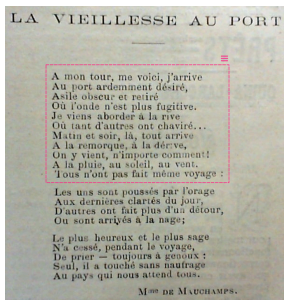 LA VIEILLESSE AU PORT
A mon tour, me voici, j'arrive
Au port ardemment désiré,
Asile obscur et retiré
Où l'onde n'est plus fugitive.
Je viens aborder à la rive
Où tant d'autres ont chaviré...
Matin et soir, là, tout arrive
A la remorque, à la dérive,
On y vient, n'importe comment!
A la pluie, au soleil, au vent.
Tous n'ont pas fait même voyage :
Les uns sont poussés par l'orage
Aux dernières clartés du jour,
D'autres ont fait plus d'un détour,
Ou sont arrivés à la nage;
Le plus heureux et le plus sage
N'a cessé, pendant le voyage,
De prier — toujours à genoux :
Seul, il a touché sans naufrage
Au pays qui nous attend tous.
Mme DE MAUCHAMPS.